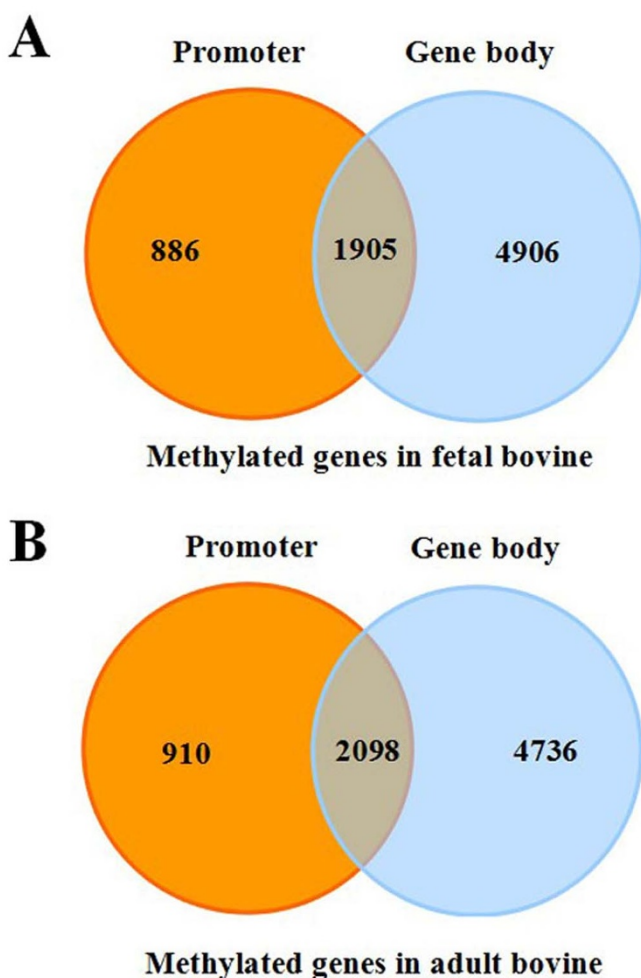 A
Promoter Gene body
886 1905 4906
Methylated genes in fetal bovine
B
Promoter Gene body
910 2098 4736
Methylated genes in adult bovine